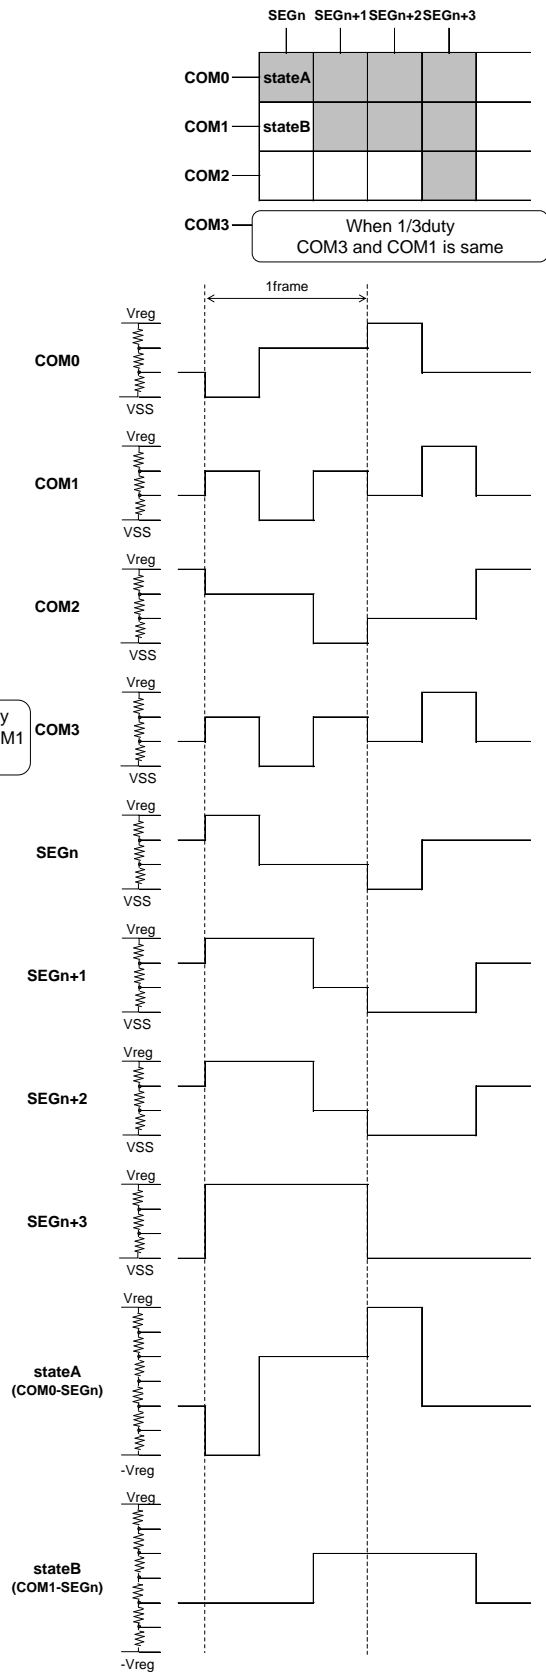 SEGn SEGn+1 SEGn+2 SEGn+3
COM0 stateA
COM1 stateB
COM2
COM3 When 1/3duty
COM3 and COM1 is same
1frame
Vreg
COM0
VSS
Vreg
COM1
VSS
Vreg
COM2
VSS
Vreg
y
COM3
M1
VSS
Vreg
SEGn
VSS
Vreg
SEGn+1
VSS
Vreg
SEGn+2
VSS
Vreg
SEGn+3
VSS
Vreg
stateA
(COM0-SEGn)
-Vreg
Vreg
stateB
(COM1-SEGn)
-Vreg